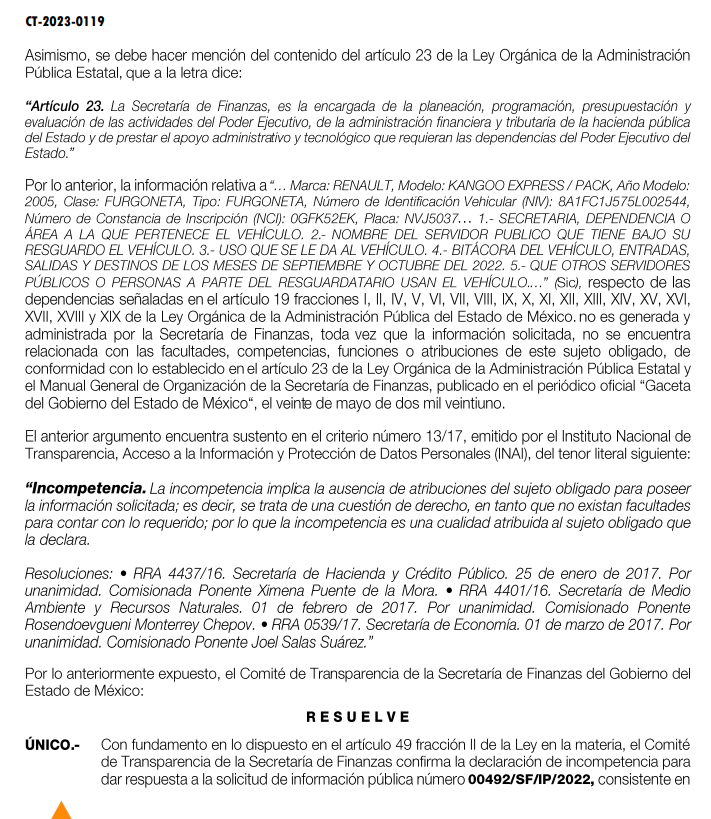 CT-2023-0119
Asimismo, se debe hacer mención del contenido del artículo 23 de la Ley Orgánica de la Administración
Pública Estatal, que a la letra dice:
“Artículo 23. La Secretaría de Finanzas, es la encargada de la planeación, programación, presupuestación y
evaluación de las actividades del Poder Ejecutivo, de la administración financiera y tributaria de la hacienda pública
del Estado y de prestar el apoyo administrativo y tecnológico que requieran las dependencias del Poder Ejecutivo del
Estado.”
Por lo anterior, la información relativa a “… Marca: RENAULT, Modelo: KANGOO EXPRESS / PACK, Año Modelo:
2005, Clase: FURGONETA, Tipo: FURGONETA, Número de Identificación Vehicular (NIV): 8A1FC1J575L002544,
Número de Constancia de Inscripción (NCI): 0GFK52EK, Placa: NVJ5037… 1.- SECRETARIA, DEPENDENCIA O
ÁREA A LA QUE PERTENECE EL VEHÍCULO. 2.- NOMBRE DEL SERVIDOR PUBLICO QUE TIENE BAJO SU
RESGUARDO EL VEHÍCULO. 3.- USO QUE SE LE DA AL VEHÍCULO. 4.- BITÁCORA DEL VEHÍCULO, ENTRADAS,
SALIDAS Y DESTINOS DE LOS MESES DE SEPTIEMBRE Y OCTUBRE DEL 2022. 5.- QUE OTROS SERVIDORES
PÚBLICOS O PERSONAS A PARTE DEL RESGUARDATARIO USAN EL VEHÍCULO.…” (Sic), respecto de las
dependencias señaladas en el artículo 19 fracciones I, II, IV, V, VI, VII, VIII, IX, X, XI, XII, XIII, XIV, XV, XVI,
XVII, XVIII y XIX de la Ley Orgánica de la Administración Pública del Estado de México. no es generada y
administrada por la Secretaría de Finanzas, toda vez que la información solicitada, no se encuentra
relacionada con las facultades, competencias, funciones o atribuciones de este sujeto obligado, de
conformidad con lo establecido en el artículo 23 de la Ley Orgánica de la Administración Pública Estatal y
el Manual General de Organización de la Secretaría de Finanzas, publicado en el periódico oficial “Gaceta
del Gobierno del Estado de México“, el veinte de mayo de dos mil veintiuno.
El anterior argumento encuentra sustento en el criterio número 13/17, emitido por el Instituto Nacional de
Transparencia, Acceso a la Información y Protección de Datos Personales (INAI), del tenor literal siguiente:
“Incompetencia. La incompetencia implica la ausencia de atribuciones del sujeto obligado para poseer
la información solicitada; es decir, se trata de una cuestión de derecho, en tanto que no existan facultades
para contar con lo requerido; por lo que la incompetencia es una cualidad atribuida al sujeto obligado que
la declara.
Resoluciones: • RRA 4437/16. Secretaría de Hacienda y Crédito Público. 25 de enero de 2017. Por
unanimidad. Comisionada Ponente Ximena Puente de la Mora. • RRA 4401/16. Secretaría de Medio
Ambiente y Recursos Naturales. 01 de febrero de 2017. Por unanimidad. Comisionado Ponente
Rosendoevgueni Monterrey Chepov. • RRA 0539/17. Secretaría de Economía. 01 de marzo de 2017. Por
unanimidad. Comisionado Ponente Joel Salas Suárez.”
Por lo anteriormente expuesto, el Comité de Transparencia de la Secretaría de Finanzas del Gobierno del
Estado de México:
R E S U E L V E
ÚNICO.- Con fundamento en lo dispuesto en el artículo 49 fracción II de la Ley en la materia, el Comité
de Transparencia de la Secretaría de Finanzas confirma la declaración de incompetencia para
dar respuesta a la solicitud de información pública número 00492/SF/IP/2022, consistente en